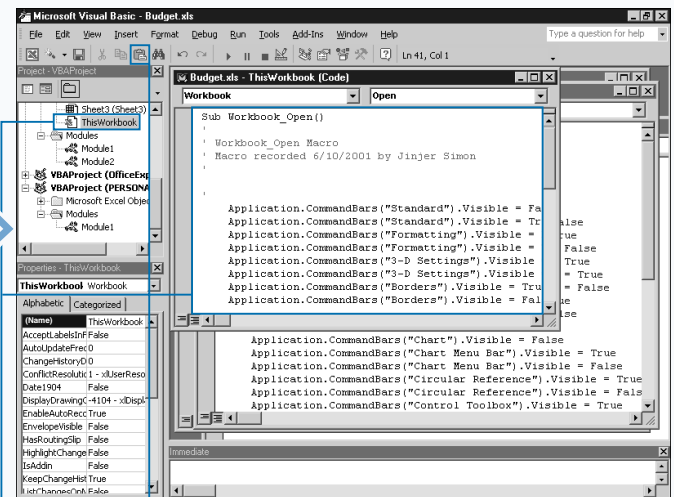 Microsoft Visual Basic - Budget.xls
File Edit View Insert Format Debug Run Tools Add-Ins Window Help
Type a question for help
Ln 41, Col 1
Project - VBAProject
Sheet3 (Sheet3)
ThisWorkbook
Modules
Module1
Module2
VBAProject (OfficeExp
VBAProject (PERSONA
Microsoft Excel Objec
Modules
Module1
Properties - ThisWorkbook
ThisWorkbool Workbook
Alphabetic Categorized
(Name) ThisWorkbook
AcceptLabelsInF False
AutoUpdateFrec 0
ChangeHistoryD 0
ConflictResolutic 1 - xlUserReso
Date1904 False
DisplayDrawingC -4104 - xlDispl
EnableAutoRecc True
EnvelopeVisible False
HasRoutingSlip False
HighlightChange False
IsAddin False
KeepChangeHist True
ListChangesOnN False
Budget.xls - ThisWorkbook (Code)
Workbook Open
Sub Workbook_Open()
'
' Workbook_Open Macro
' Macro recorded 6/10/2001 by Jinjer Simon
'
'
Application.CommandBars("Standard").Visible = Fa
Application.CommandBars("Standard").Visible = Tr
Application.CommandBars("Formatting").Visible =
Application.CommandBars("Formatting").Visible =
Application.CommandBars("3-D Settings").Visible
Application.CommandBars("3-D Settings").Visible
Application.CommandBars("Borders").Visible = Tru
Application.CommandBars("Borders").Visible = Fal
alse
rue
False
True
= True
= False
ue
lse
Application.CommandBars("Chart").Visible = False
Application.CommandBars("Chart Menu Bar").Visible = True
Application.CommandBars("Chart Menu Bar").Visible = False
Application.CommandBars("Circular Reference").Visible = True
Application.CommandBars("Circular Reference").Visible = Fals
Application.CommandBars("Control Toolbox").Visible = True
Immediate